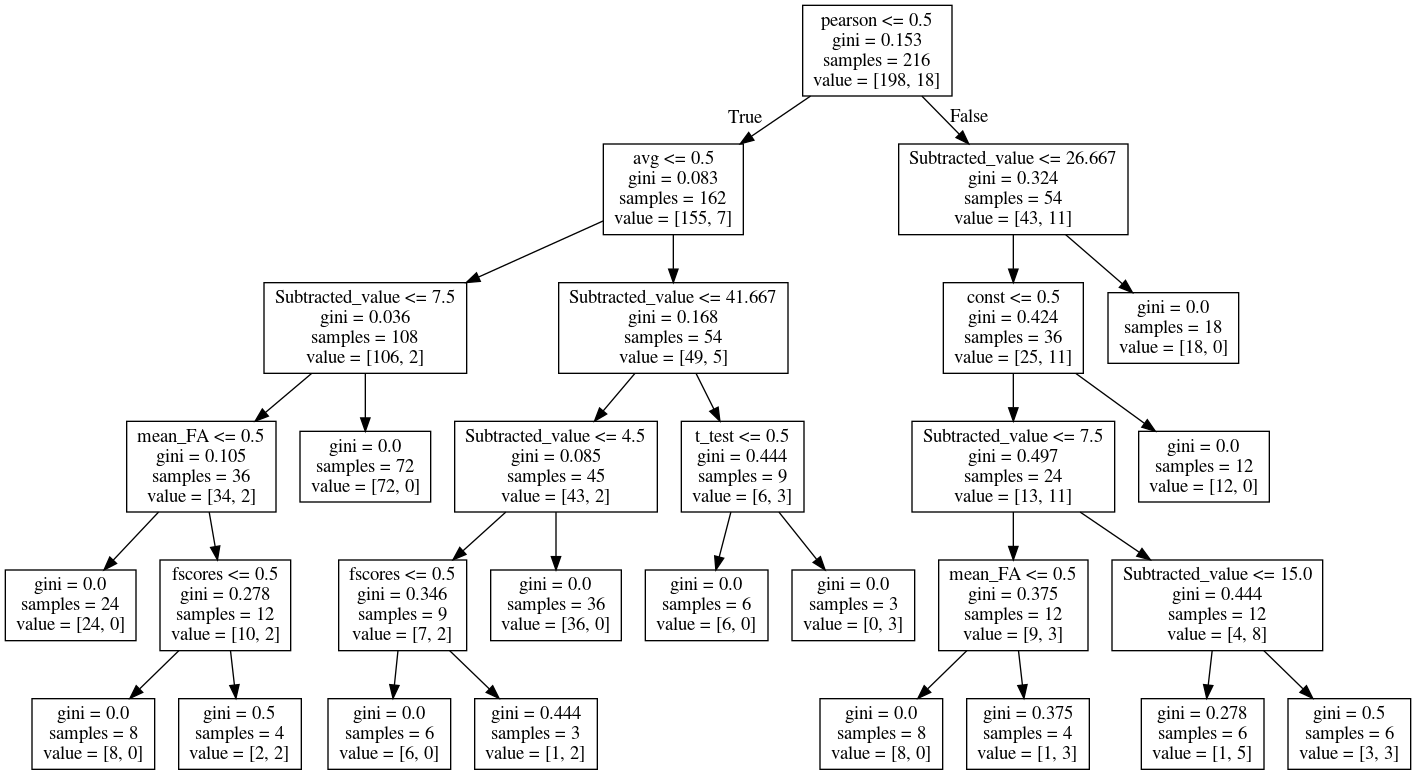 pearson <= 0.5
gini = 0.153
samples = 216
value = [198, 18]
True
False
avg <= 0.5
gini = 0.083
samples = 162
value = [155, 7]
Subtracted_value <= 26.667
gini = 0.324
samples = 54
value = [43, 11]
Subtracted_value <= 7.5
gini = 0.036
samples = 108
value = [106, 2]
Subtracted_value <= 41.667
gini = 0.168
samples = 54
value = [49, 5]
const <= 0.5
gini = 0.424
samples = 36
value = [25, 11]
gini = 0.0
samples = 18
value = [18, 0]
mean_FA <= 0.5
gini = 0.105
samples = 36
value = [34, 2]
gini = 0.0
samples = 72
value = [72, 0]
Subtracted_value <= 4.5
gini = 0.085
samples = 45
value = [43, 2]
t_test <= 0.5
gini = 0.444
samples = 9
value = [6, 3]
Subtracted_value <= 7.5
gini = 0.497
samples = 24
value = [13, 11]
gini = 0.0
samples = 12
value = [12, 0]
gini = 0.0
samples = 24
value = [24, 0]
fscores <= 0.5
gini = 0.278
samples = 12
value = [10, 2]
fscores <= 0.5
gini = 0.346
samples = 9
value = [7, 2]
gini = 0.0
samples = 36
value = [36, 0]
gini = 0.0
samples = 6
value = [6, 0]
gini = 0.0
samples = 3
value = [0, 3]
mean_FA <= 0.5
gini = 0.375
samples = 12
value = [9, 3]
Subtracted_value <= 15.0
gini = 0.444
samples = 12
value = [4, 8]
gini = 0.0
samples = 8
value = [8, 0]
gini = 0.5
samples = 4
value = [2, 2]
gini = 0.0
samples = 6
value = [6, 0]
gini = 0.444
samples = 3
value = [1, 2]
gini = 0.0
samples = 8
value = [8, 0]
gini = 0.375
samples = 4
value = [1, 3]
gini = 0.278
samples = 6
value = [1, 5]
gini = 0.5
samples = 6
value = [3, 3]